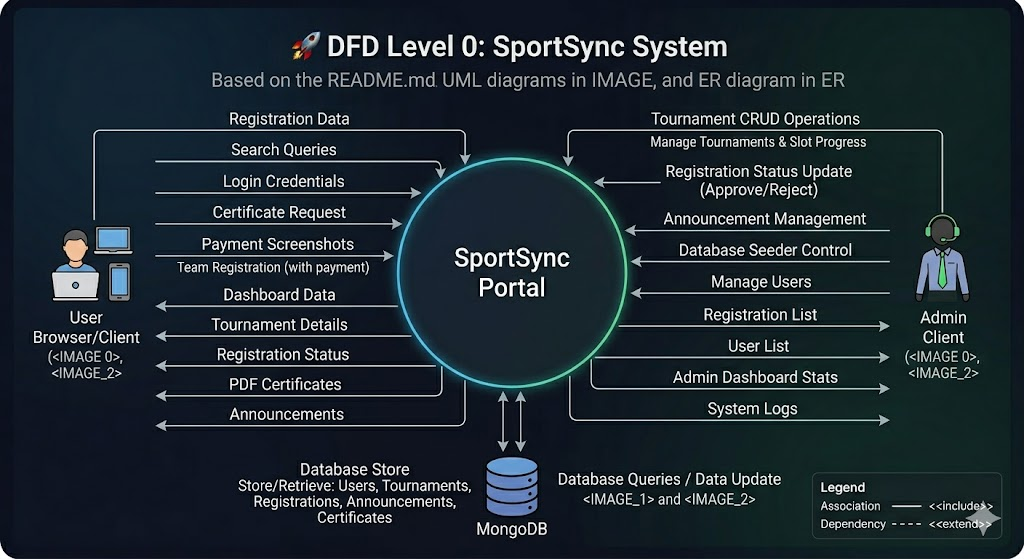 🚀 DFD Level 0: SportSync System
Based on the README.md UML diagrams in IMAGE, and ER diagram in ER
Registration Data
Search Queries
Login Credentials
Certificate Request
Payment Screenshots
Team Registration (with payment)
Dashboard Data
Tournament Details
Registration Status
PDF Certificates
Announcements
User
Browser/Client
(<IMAGE 0>,
<IMAGE_2>
SportSync
Portal
Tournament CRUD Operations
Manage Tournaments & Slot Progress
Registration Status Update
(Approve/Reject)
Announcement Management
Database Seeder Control
Manage Users
Registration List
User List
Admin Dashboard Stats
System Logs
Admin
Client
(<IMAGE 0>,
<IMAGE_2>
Database Store
Store/Retrieve: Users, Tournaments,
Registrations, Announcements,
Certificates
MongoDB
Database Queries / Data Update
<IMAGE_1> and <IMAGE_2>
Legend
Association <<include>>
Dependency <<extend>>